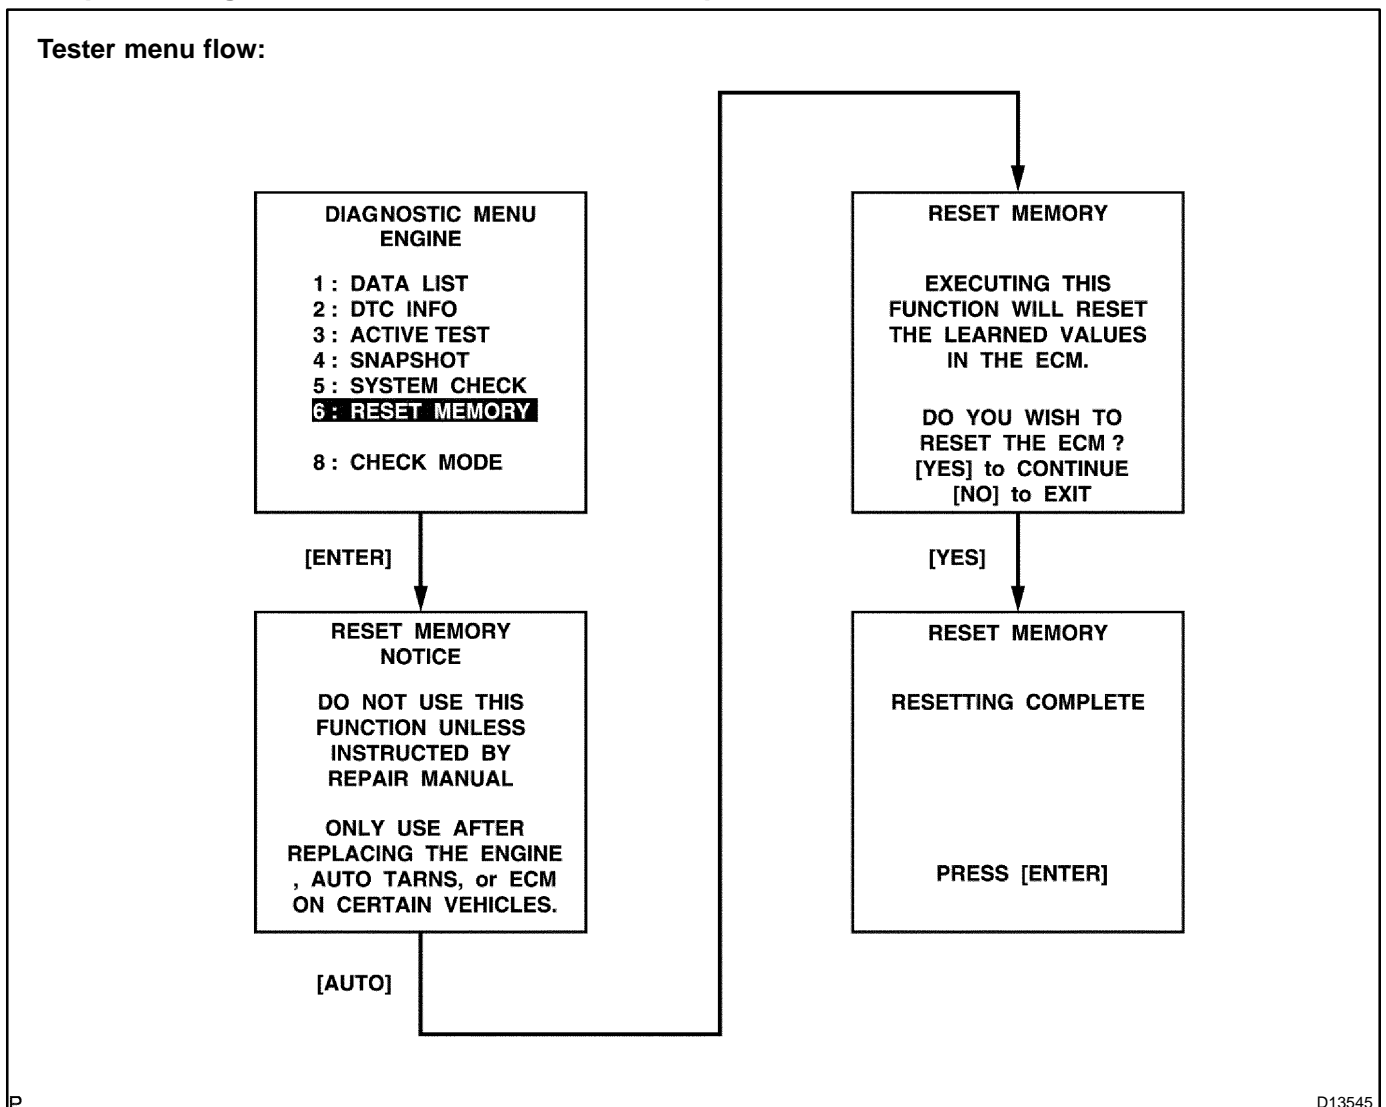 Tester menu flow:
DIAGNOSTIC MENU
ENGINE
1 : DATA LIST
2 : DTC INFO
3 : ACTIVE TEST
4 : SNAPSHOT
5 : SYSTEM CHECK
6 : RESET MEMORY
8 : CHECK MODE
[ENTER]
RESET MEMORY
NOTICE
DO NOT USE THIS
FUNCTION UNLESS
INSTRUCTED BY
REPAIR MANUAL
ONLY USE AFTER
REPLACING THE ENGINE
, AUTO TARNS, or ECM
ON CERTAIN VEHICLES.
[AUTO]
RESET MEMORY
EXECUTING THIS
FUNCTION WILL RESET
THE LEARNED VALUES
IN THE ECM.
DO YOU WISH TO
RESET THE ECM ?
[YES] to CONTINUE
[NO] to EXIT
[YES]
RESET MEMORY
RESETTING COMPLETE
PRESS [ENTER]
P
D13545